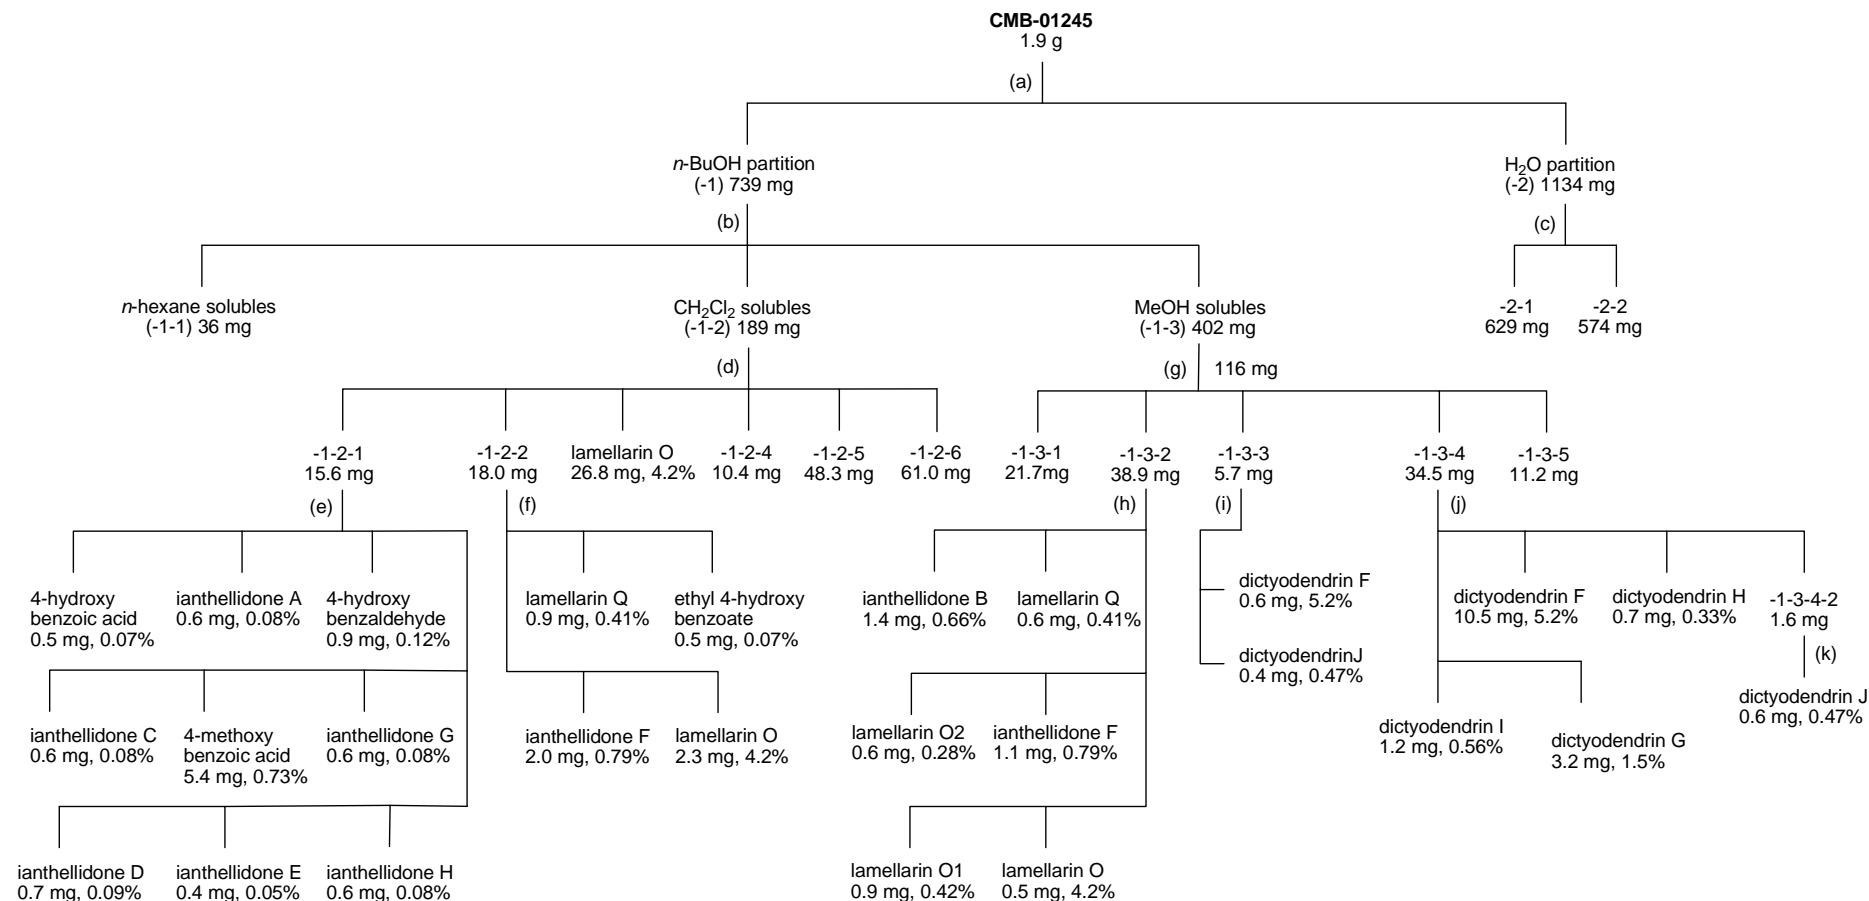 CMB-01245
1.9 g
(a)
n-BuOH partition
(-1) 739 mg
H2O partition
(-2) 1134 mg
(b)
(c)
n-hexane solubles
(-1-1) 36 mg
CH2Cl2 solubles
(-1-2) 189 mg
MeOH solubles
(-1-3) 402 mg
-2-1
629 mg
-2-2
574 mg
(d)
(g)
116 mg
-1-2-1
15.6 mg
-1-2-2
18.0 mg
lamellarin O
26.8 mg, 4.2%
-1-2-4
10.4 mg
-1-2-5
48.3 mg
-1-2-6
61.0 mg
-1-3-1
21.7mg
-1-3-2
38.9 mg
-1-3-3
5.7 mg
-1-3-4
34.5 mg
-1-3-5
11.2 mg
(e)
(f)
(h)
(i)
(j)
4-hydroxy
benzoic acid
0.5 mg, 0.07%
ianthellidone A
0.6 mg, 0.08%
4-hydroxy
benzaldehyde
0.9 mg, 0.12%
lamellarin Q
0.9 mg, 0.41%
ethyl 4-hydroxy
benzoate
0.5 mg, 0.07%
ianthellidone B
1.4 mg, 0.66%
lamellarin Q
0.6 mg, 0.41%
dictyodendrin F
0.6 mg, 5.2%
dictyodendrin F
10.5 mg, 5.2%
dictyodendrin H
0.7 mg, 0.33%
-1-3-4-2
1.6 mg
dictyodendrinJ
0.4 mg, 0.47%
(k)
ianthellidone C
0.6 mg, 0.08%
4-methoxy
benzoic acid
5.4 mg, 0.73%
ianthellidone G
0.6 mg, 0.08%
ianthellidone F
2.0 mg, 0.79%
lamellarin O
2.3 mg, 4.2%
lamellarin O2
0.6 mg, 0.28%
ianthellidone F
1.1 mg, 0.79%
dictyodendrin I
1.2 mg, 0.56%
dictyodendrin G
3.2 mg, 1.5%
dictyodendrin J
0.6 mg, 0.47%
ianthellidone D
0.7 mg, 0.09%
ianthellidone E
0.4 mg, 0.05%
ianthellidone H
0.6 mg, 0.08%
lamellarin O1
0.9 mg, 0.42%
lamellarin O
0.5 mg, 4.2%